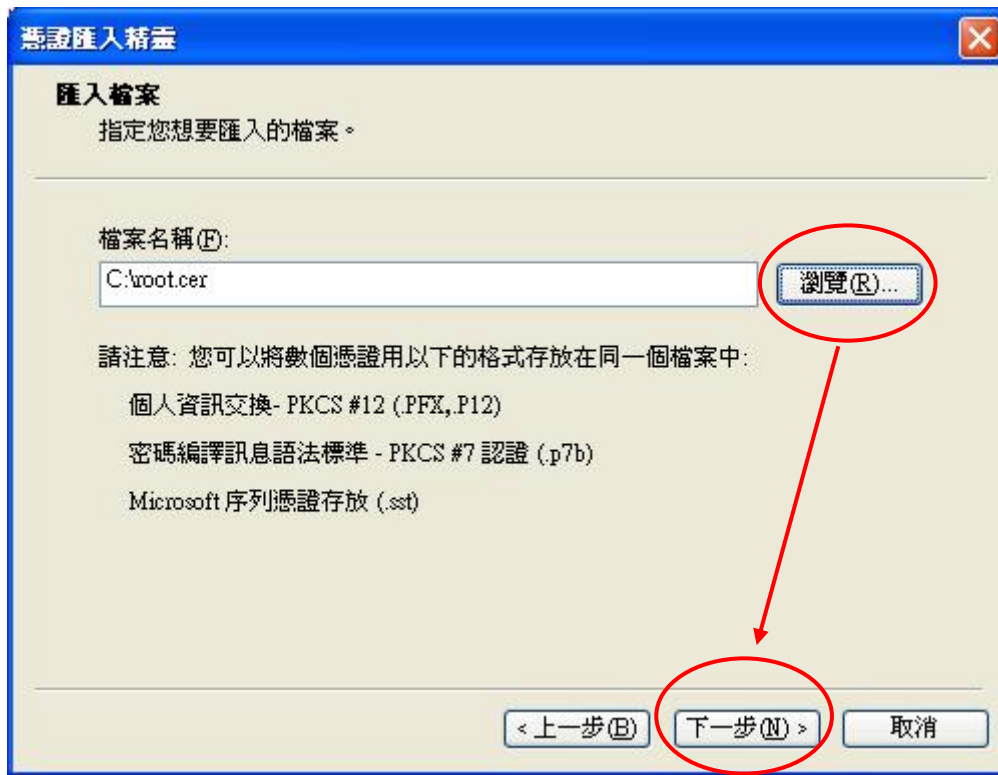 憑證匯入精靈
匯入檔案
指定您想要匯入的檔案。
檔案名稱(F):
C:\root.cer
瀏覽(R)...
請注意: 您可以將數個憑證用以下的格式存放在同一個檔案中:
個人資訊交換- PKCS #12 (.PFX,.P12)
密碼編譯訊息語法標準 - PKCS #7 認證 (.p7b)
Microsoft 序列憑證存放 (.sst)
< 上一步(B)
下一步(N) >
取消